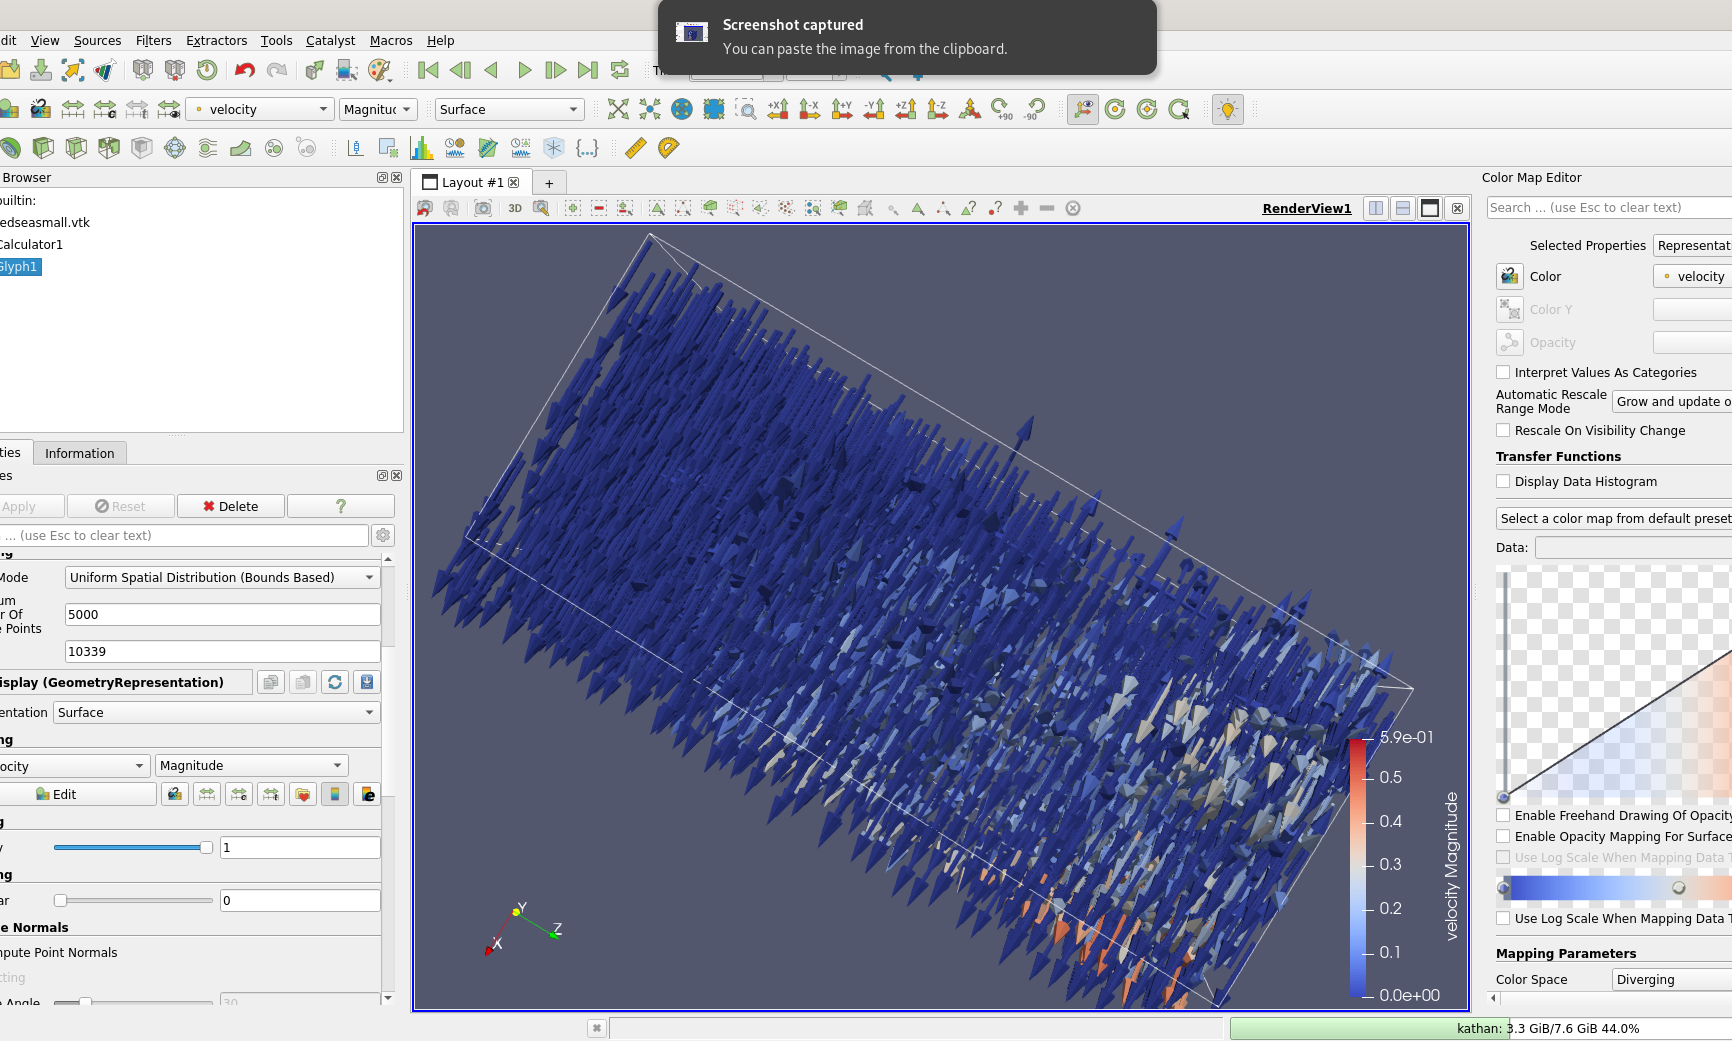 Screenshot captured
You can paste the image from the clipboard.
dit View Sources Filters Extractors Tools Catalyst Macros Help
velocity Magnituc Surface
+X -X +Y -Y +Z -Z +90 -90
Browser
uiltin:
edseasmall.vtk
Calculator1
Glyph1
Layout #1 +
3D RenderView1
ties Information
es
Apply Reset Delete ?
... (use Esc to clear text)
Mode Uniform Spatial Distribution (Bounds Based)
um
r Of
e Points
5000
10339
isplay (GeometryRepresentation)
entation Surface
ng
ocity Magnitude
Edit
g
y 1
ng
ar 0
e Normals
npute Point Normals
tting
e Angle 30
Y
Z
X
5.9e-01
0.5
0.4
0.3
0.2
0.1
0.0e+00
velocity Magnitude
Color Map Editor
Search ... (use Esc to clear text)
Selected Properties Representat
Color velocity
Color Y
Opacity
Interpret Values As Categories
Automatic Rescale
Range Mode
Grow and update o
Rescale On Visibility Change
Transfer Functions
Display Data Histogram
Select a color map from default preset
Data:
Enable Freehand Drawing Of Opacity
Enable Opacity Mapping For Surface
Use Log Scale When Mapping Data T
Use Log Scale When Mapping Data T
Mapping Parameters
Color Space Diverging
kathan: 3.3 GiB/7.6 GiB 44.0%